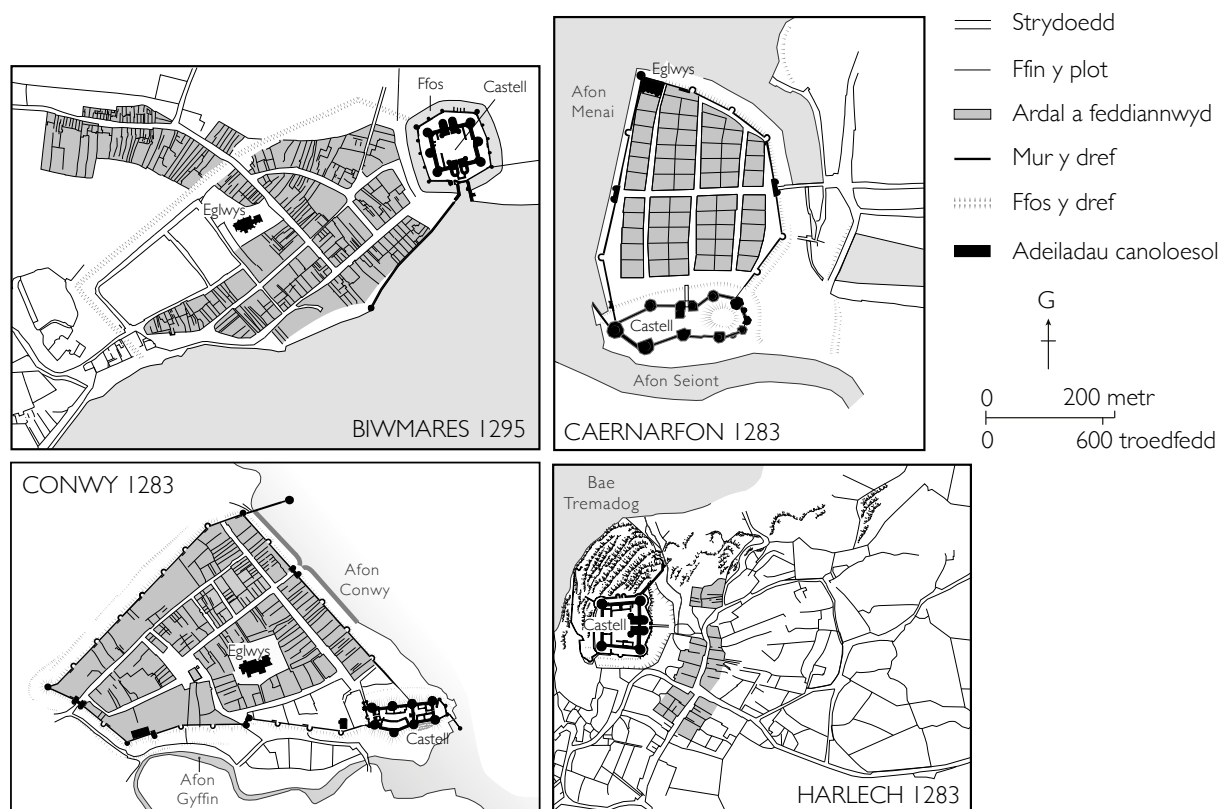 Ffos
Castell
Eglwys
BIWMARES 1295
Eglwys
Afon
Menai
Castell
Afon Seiont
CAERNARFON 1283
Strydoedd
Ffin y plot
Ardal a feddiannwyd
Mur y dref
Ffos y dref
Adeiladau canoloesol
G
0 200 metr
0 600 troedfedd
CONWY 1283
Afon
Conwy
Eglwys
Castell
Afon
Gyffin
Bae
Tremadog
Castell
HARLECH 1283